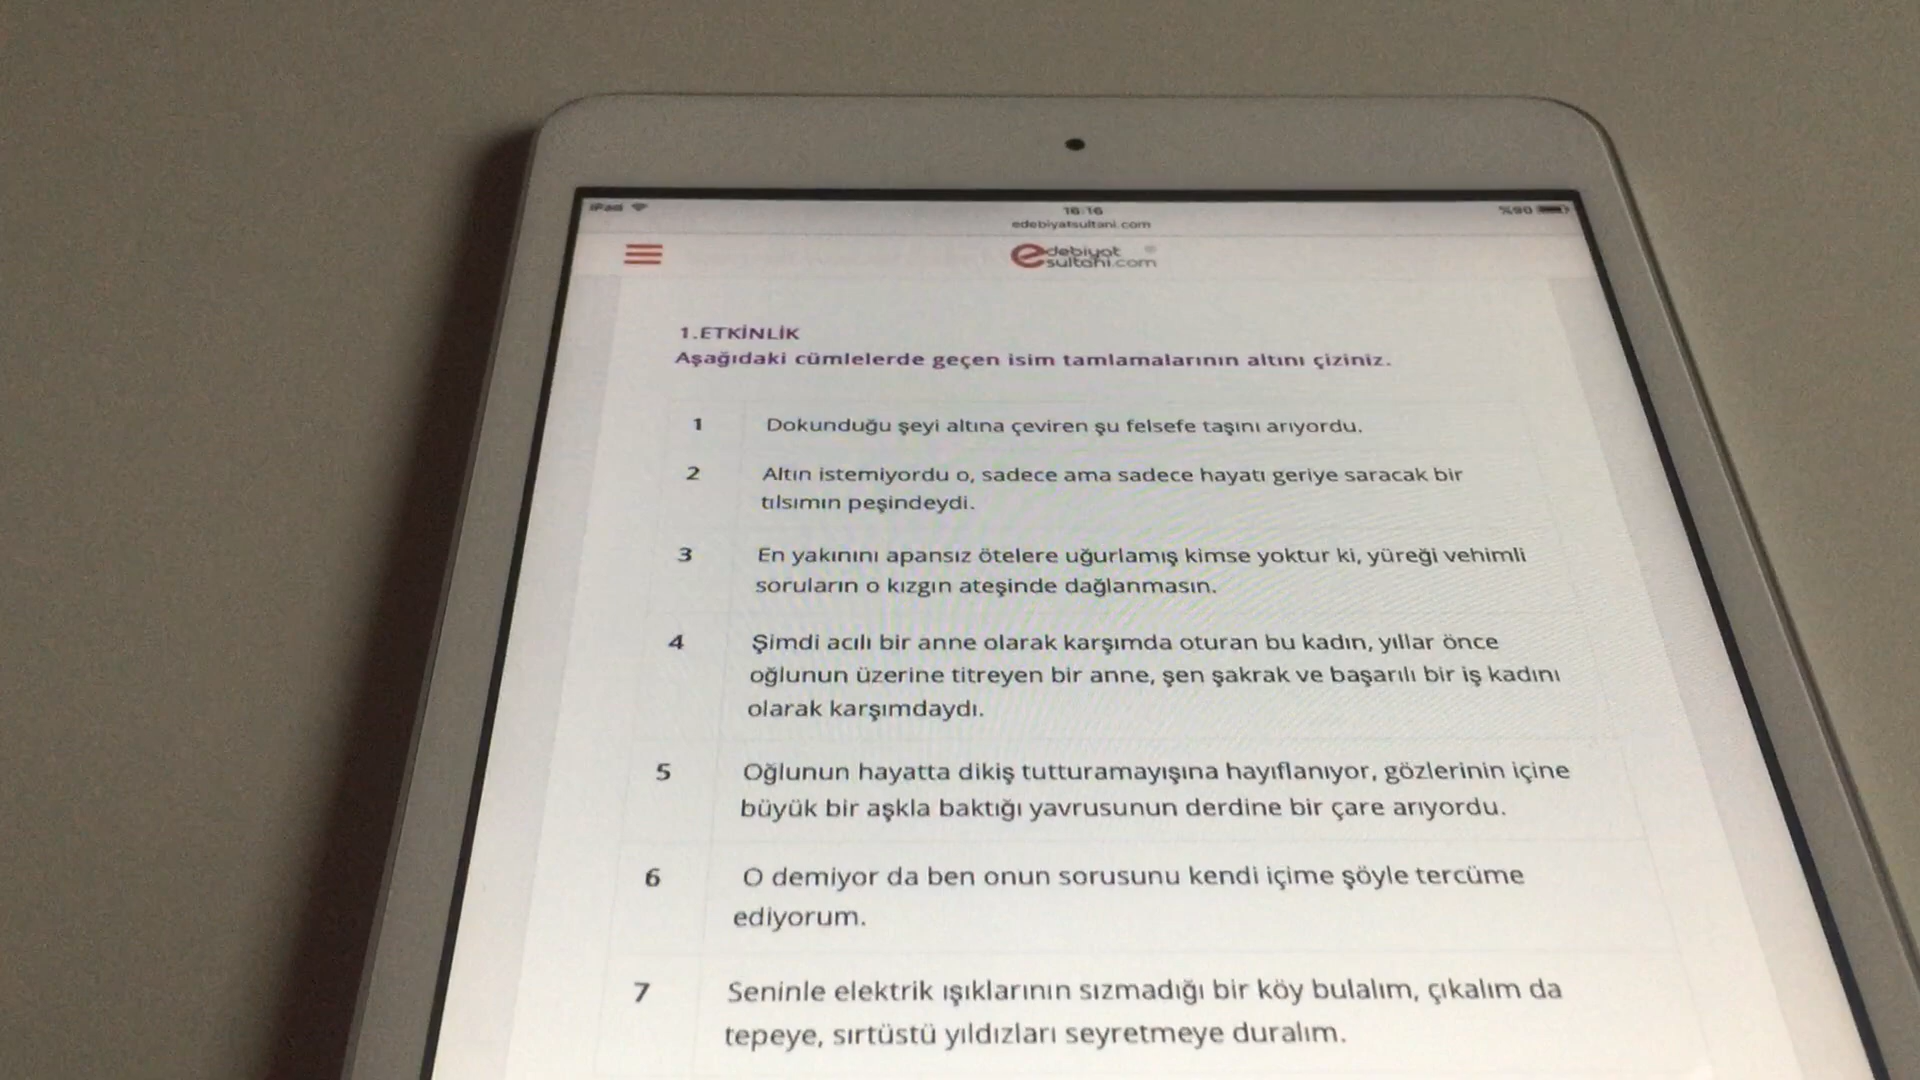 iPad
16:16
%90
edebiyatsultani.com
edebiyat
sultani.com
1.ETKİNLİK
Aşağıdaki cümlelerde geçen isim tamlamalarının altını çiziniz.
1 Dokunduğu şeyi altına çeviren şu felsefe taşını arıyordu.
2 Altın istemiyordu o, sadece ama sadece hayatı geriye saracak bir
tılsımın peşindeydi.
3 En yakınını apansız ötelere uğurlamış kimse yoktur ki, yüreği vehimli
soruların o kızgın ateşinde dağlanmasın.
4 Şimdi acılı bir anne olarak karşımda oturan bu kadın, yıllar önce
oğlunun üzerine titreyen bir anne, şen şakrak ve başarılı bir iş kadını
olarak karşımdaydı.
5 Oğlunun hayatta dikiş tutturamayışına hayıflanıyor, gözlerinin içine
büyük bir aşkla baktığı yavrusunun derdine bir çare arıyordu.
6 O demiyor da ben onun sorusunu kendi içime şöyle tercüme
ediyorum.
7 Seninle elektrik ışıklarının sızmadığı bir köy bulalım, çıkalım da
tepeye, sırtüstü yıldızları seyretmeye duralım.